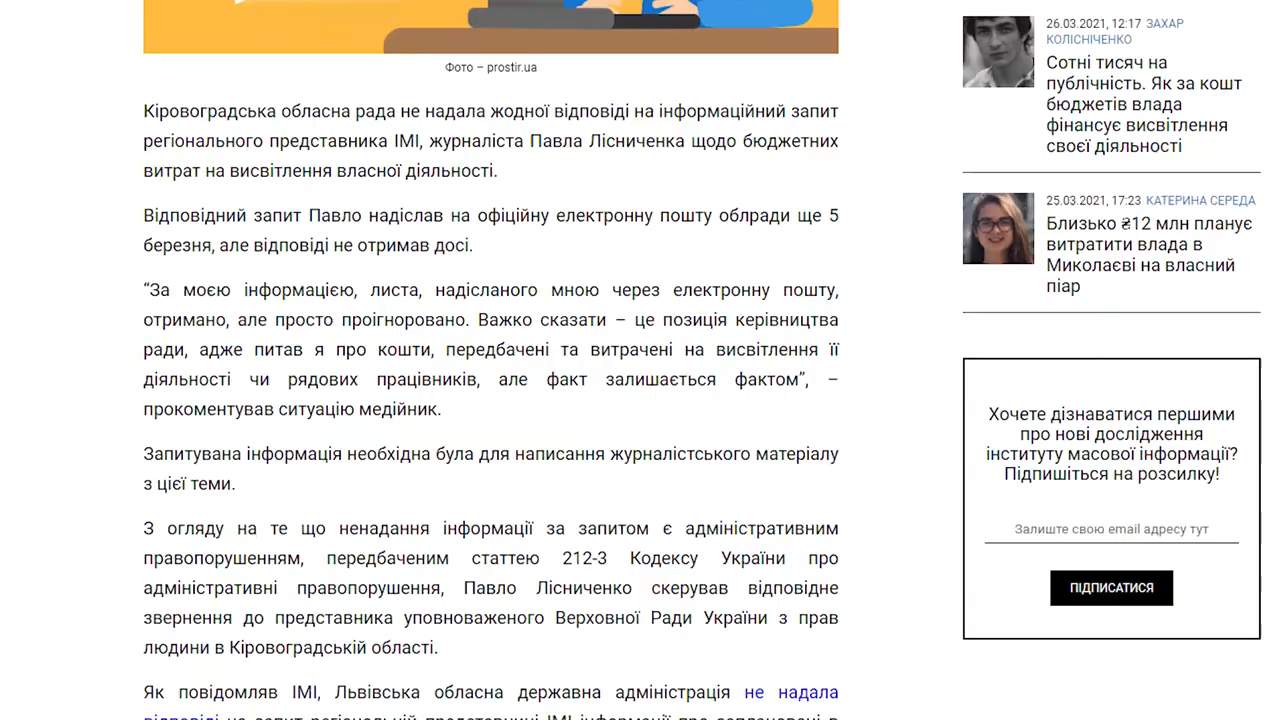 Фото – prostir.ua
Кіровоградська обласна рада не надала жодної відповіді на інформаційний запит
регіонального представника ІМІ, журналіста Павла Лісниченка щодо бюджетних
витрат на висвітлення власної діяльності.
Відповідний запит Павло надіслав на офіційну електронну пошту облради ще 5
березня, але відповіді не отримав досі.
“За моєю інформацією, листа, надісланого мною через електронну пошту,
отримано, але просто проігноровано. Важко сказати – це позиція керівництва
ради, адже питав я про кошти, передбачені та витрачені на висвітлення її
діяльності чи рядових працівників, але факт залишається фактом”, –
прокоментував ситуацію медійник.
Запитувана інформація необхідна була для написання журналістського матеріалу
з цієї теми.
З огляду на те що ненадання інформації за запитом є адміністративним
правопорушенням, передбаченим статтею 212-3 Кодексу України про
адміністративні правопорушення, Павло Лісниченко скерував відповідне
звернення до представника уповноваженого Верховної Ради України з прав
людини в Кіровоградській області.
Як повідомляв ІМІ, Львівська обласна державна адміністрація не надала
відповіді на запит регіональній представниці ІМІ інформації про заплановані в
26.03.2021, 12:17 ЗАХАР
КОЛІСНІЧЕНКО
Сотні тисяч на
публічність. Як за кошт
бюджетів влада
фінансує висвітлення
своєї діяльності
25.03.2021, 17:23 КАТЕРИНА СЕРЕДА
Близько ₴12 млн планує
витратити влада в
Миколаєві на власний
піар
Хочете дізнаватися першими
про нові дослідження
інституту масової інформації?
Підпишіться на розсилку!
Залиште свою email адресу тут
ПІДПИСАТИСЯ